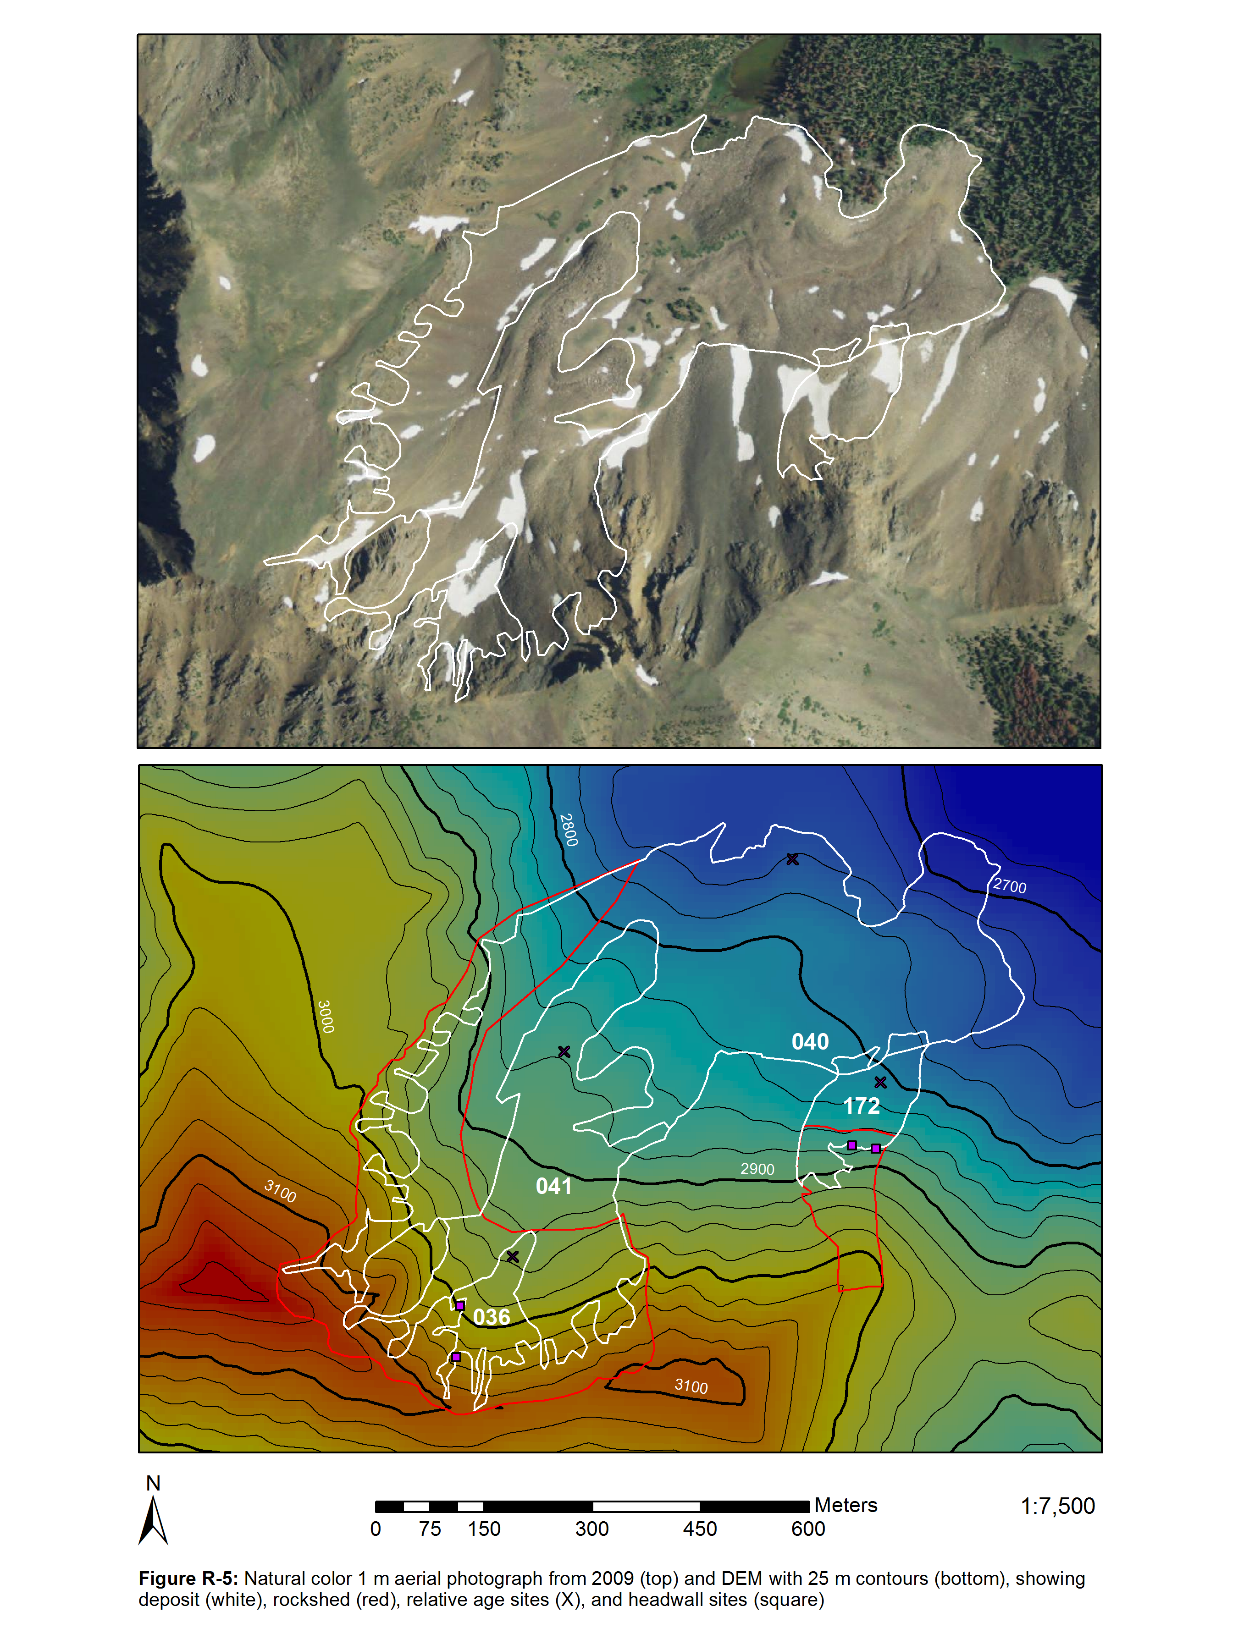 2800
2700
3000
040
172
2900
3100
041
036
3100
N
Meters
1:7,500
0 75 150 300 450 600
Figure R-5: Natural color 1 m aerial photograph from 2009 (top) and DEM with 25 m contours (bottom), showing
deposit (white), rockshed (red), relative age sites (X), and headwall sites (square)